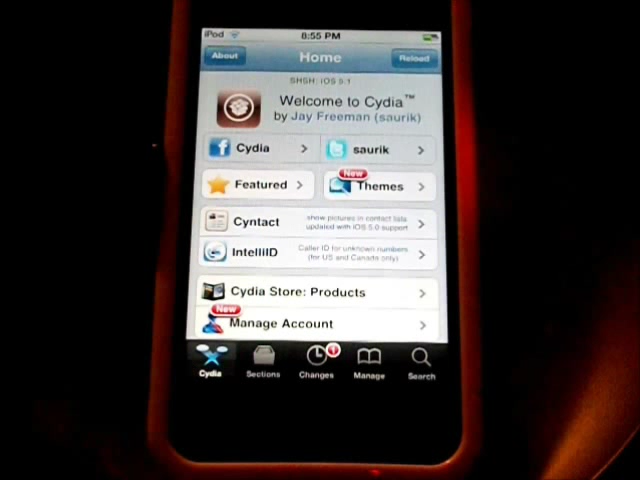 iPod 8:55 PM
About Home Reload
SHSH: iOS 5.1
Welcome to Cydia™
by Jay Freeman (saurik)
Cydia saurik
New
Featured Themes
Cyntact show pictures in contact lists
updated with iOS 5.0 support
IntelliID Caller ID for unknown numbers
(for US and Canada only)
Cydia Store: Products
New
Manage Account
1
Cydia Sections Changes Manage Search